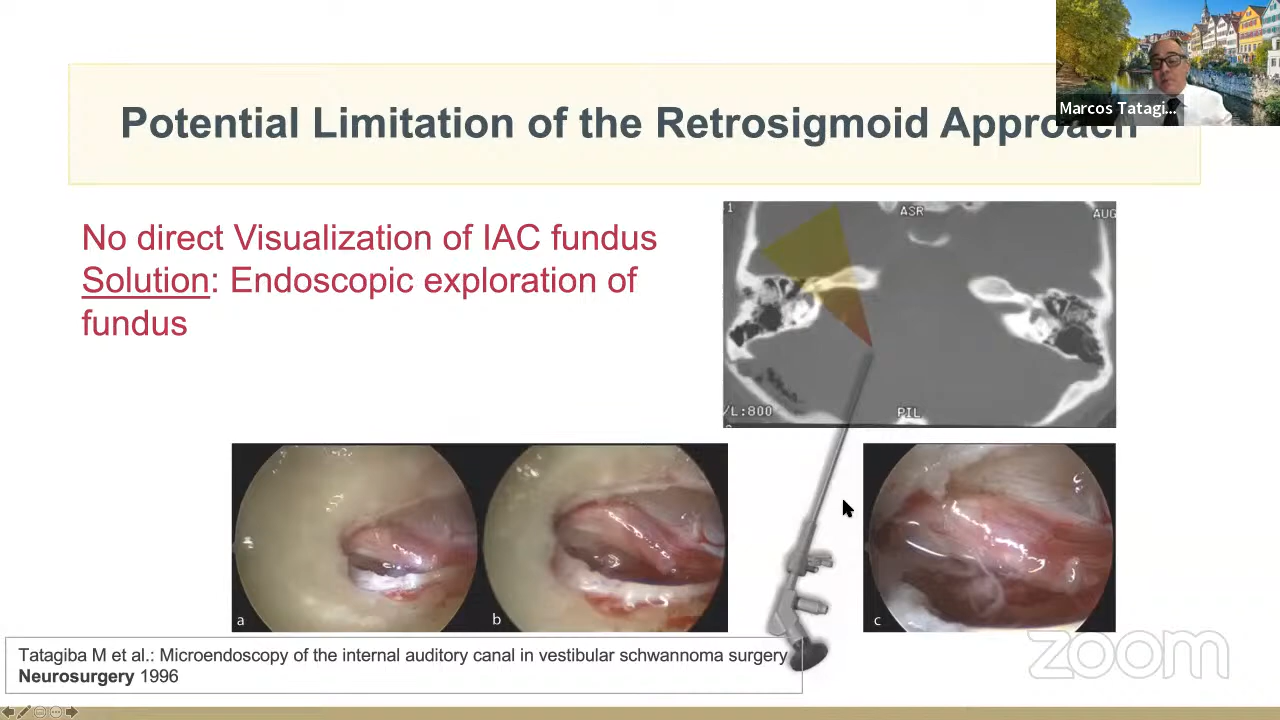 Marcos Tatagi...
Potential Limitation of the Retrosigmoid Approach
No direct Visualization of IAC fundus
Solution: Endoscopic exploration of
fundus
1
ASR
AUG
/L:800
PIL
a
b
c
Tatagiba M et al.: Microendoscopy of the internal auditory canal in vestibular schwannoma surgery
Neurosurgery 1996
zoom